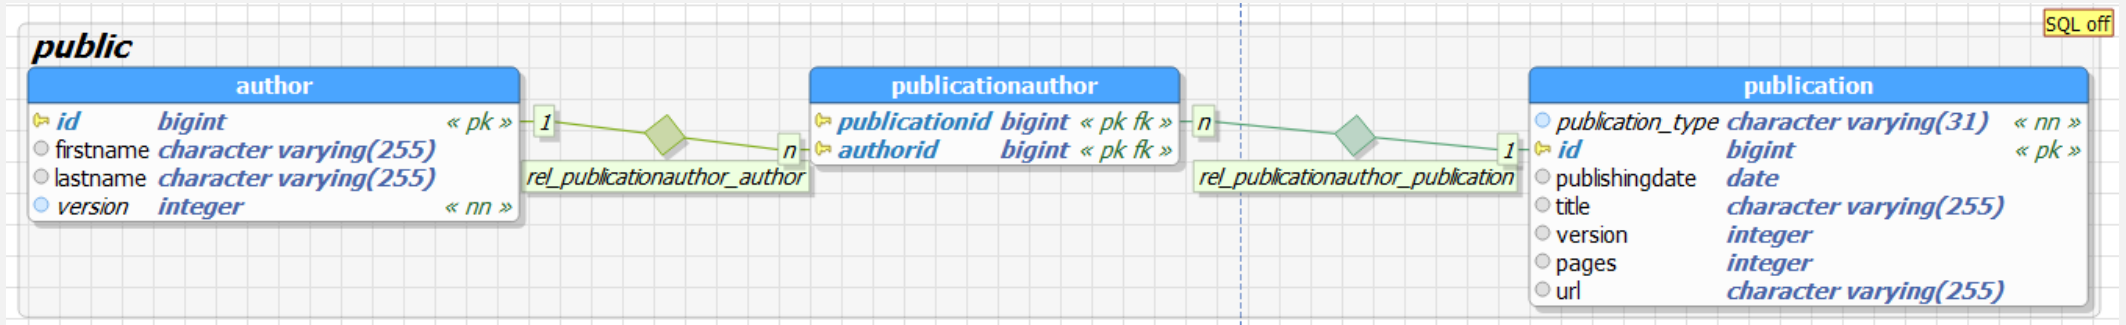 SQL off
public
author
id bigint « pk »
firstname character varying(255)
lastname character varying(255)
version integer « nn »
1
n
rel_publicationauthor_author
publicationauthor
publicationid bigint « pk fk »
authorid bigint « pk fk »
n
1
rel_publicationauthor_publication
publication
publication_type character varying(31) « nn »
id bigint « pk »
publishingdate date
title character varying(255)
version integer
pages integer
url character varying(255)